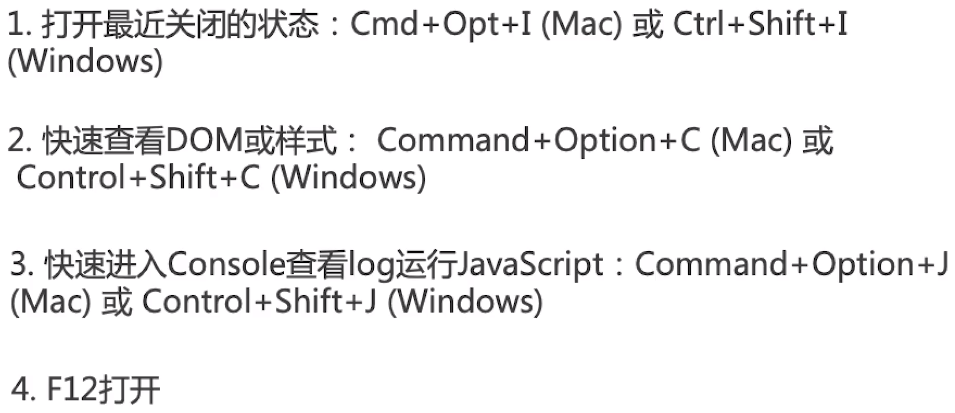 1. 打开最近关闭的状态：Cmd+Opt+I (Mac) 或 Ctrl+Shift+I
(Windows)
2. 快速查看DOM或样式： Command+Option+C (Mac) 或
Control+Shift+C (Windows)
3. 快速进入Console查看log运行JavaScript：Command+Option+J
(Mac) 或 Control+Shift+J (Windows)
4. F12打开